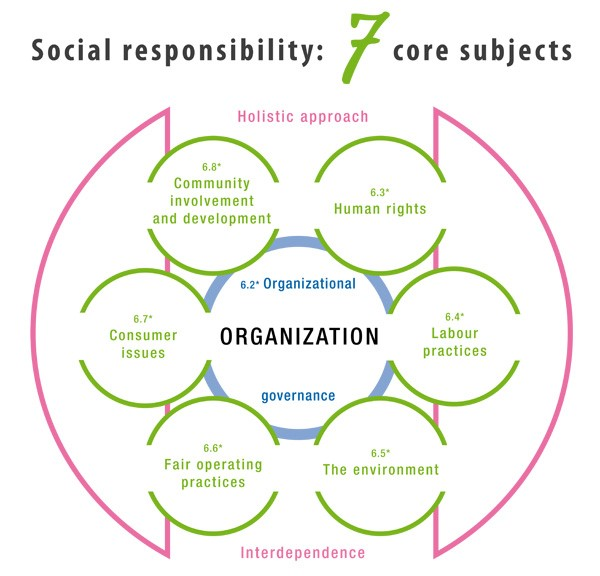 Social responsibility: 7 core subjects
Holistic approach
6.8*
Community
involvement
and development
6.3*
Human rights
6.2* Organizational
6.7*
Consumer
issues
ORGANIZATION
6.4*
Labour
practices
governance
6.6*
Fair operating
practices
6.5*
The environment
Interdependence